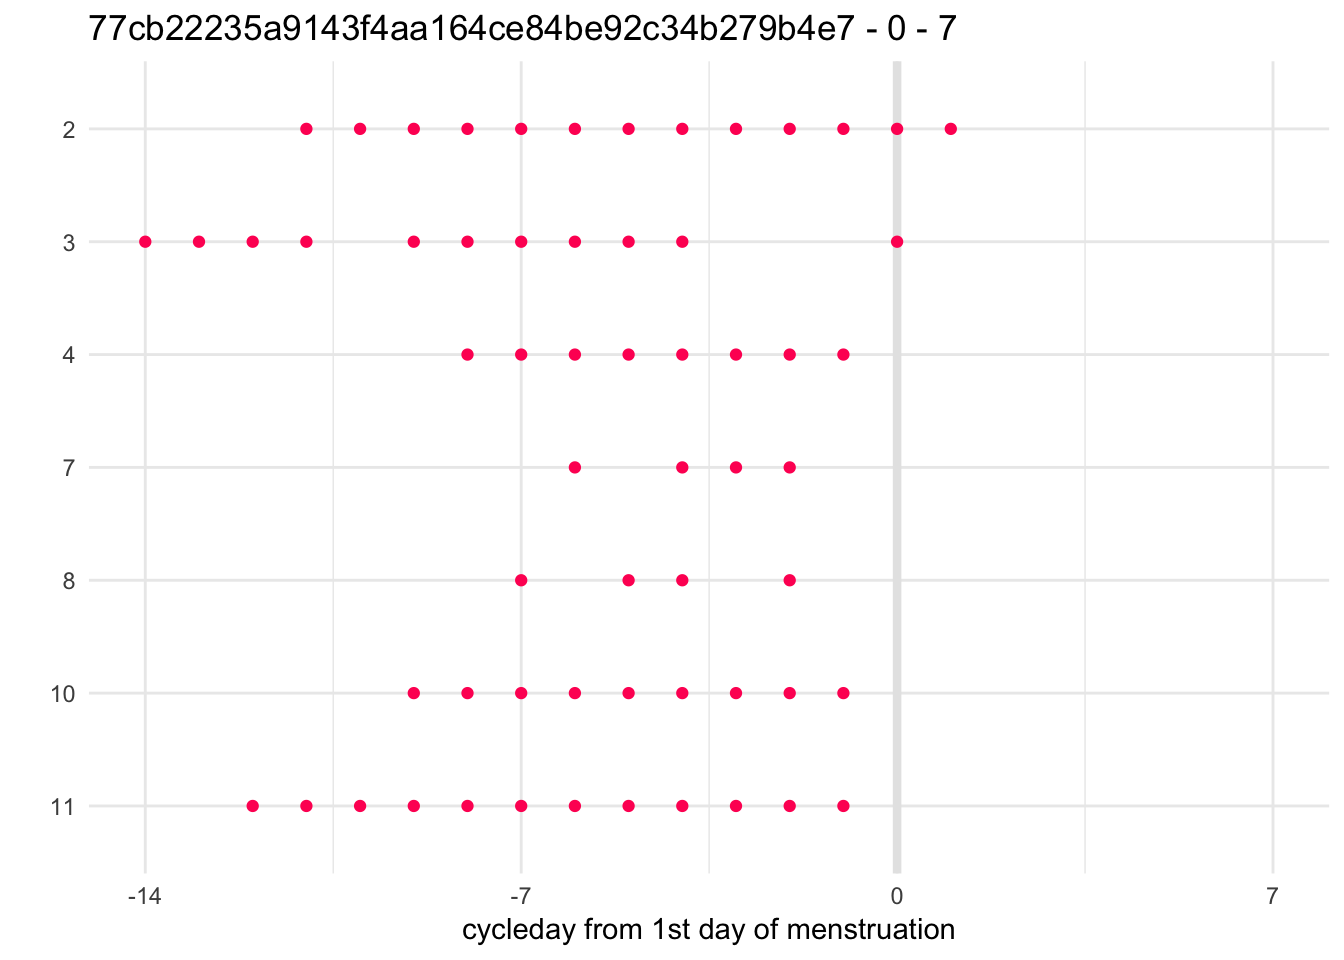 77cb22235a9143f4aa164ce84be92c34b279b4e7 - 0 - 7
2
3
4
7
8
10
11
-14 -7 0 7
cycleday from 1st day of menstruation